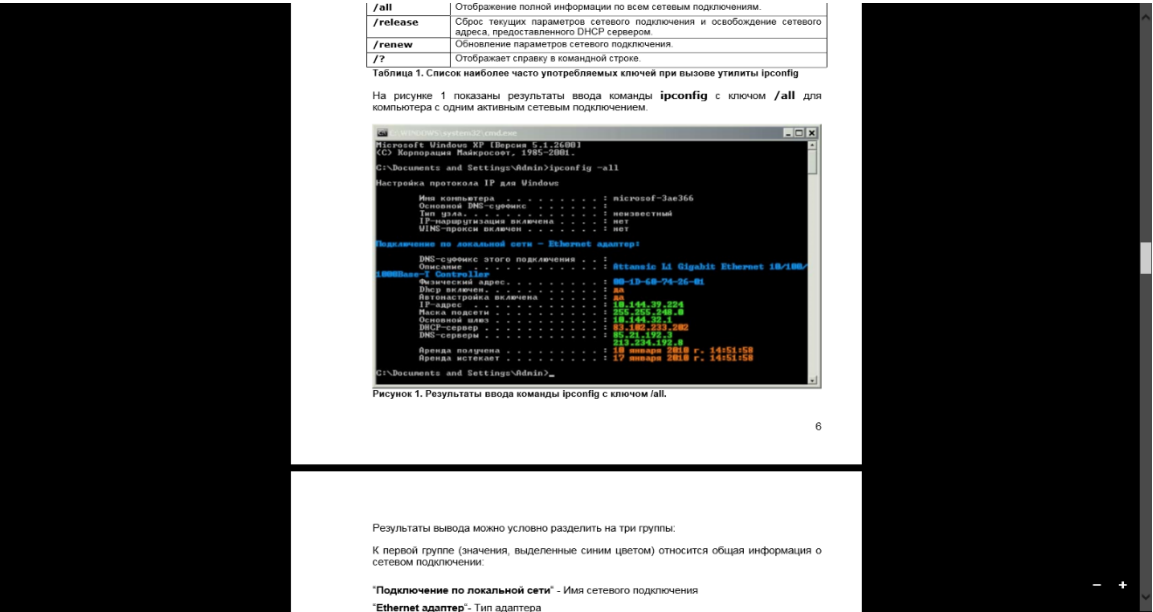 /all Отображение полной информации по всем сетевым подключениям.
/release Сброс текущих параметров сетевого подключения и освобождение сетевого
адреса, предоставленного DHCP сервером.
/renew Обновление параметров сетевого подключения.
/? Отображает справку в командной строке.
Таблица 1. Список наиболее часто употребляемых ключей при вызове утилиты ipconfig
На рисунке 1 показаны результаты ввода команды ipconfig с ключом /all для
компьютера с одним активным сетевым подключением.
C:\WINDOWS\system32\cmd.exe
Microsoft Windows XP [Версия 5.1.2600]
(C) Корпорация Майкрософт, 1985-2001.
C:\Documents and Settings\Admin>ipconfig -all
Настройка протокола IP для Windows
Имя компьютера . . . . . . . . . : microsof-3ae366
Основной DNS-суффикс . . . . . . :
Тип узла. . . . . . . . . . . . . : неизвестный
IP-маршрутизация включена . . . . : нет
WINS-прокси включен . . . . . . . : нет
Подключение по локальной сети - Ethernet адаптер:
DNS-суффикс этого подключения . . :
Описание . . . . . . . . . . . . : Attansic L1 Gigabit Ethernet 10/100/
1000Base-T Controller
Физический адрес. . . . . . . . . : 00-1D-60-74-26-01
Dhcp включен. . . . . . . . . . . : да
Автонастройка включена . . . . . : да
IP-адрес . . . . . . . . . . . . : 10.144.39.224
Маска подсети . . . . . . . . . . : 255.255.248.0
Основной шлюз . . . . . . . . . . : 10.144.32.1
DHCP-сервер . . . . . . . . . . . : 83.102.233.202
DNS-серверы . . . . . . . . . . . : 85.21.192.3
213.234.192.8
Аренда получена . . . . . . . . . : 10 января 2010 г. 14:51:58
Аренда истекает . . . . . . . . . : 17 января 2010 г. 14:51:58
C:\Documents and Settings\Admin>_
Рисунок 1. Результаты ввода команды ipconfig с ключом /all.
6
Результаты вывода можно условно разделить на три группы:
К первой группе (значения, выделенные синим цветом) относится общая информация о
сетевом подключении:
"Подключение по локальной сети" - Имя сетевого подключения
"Ethernet адаптер"- Тип адаптера